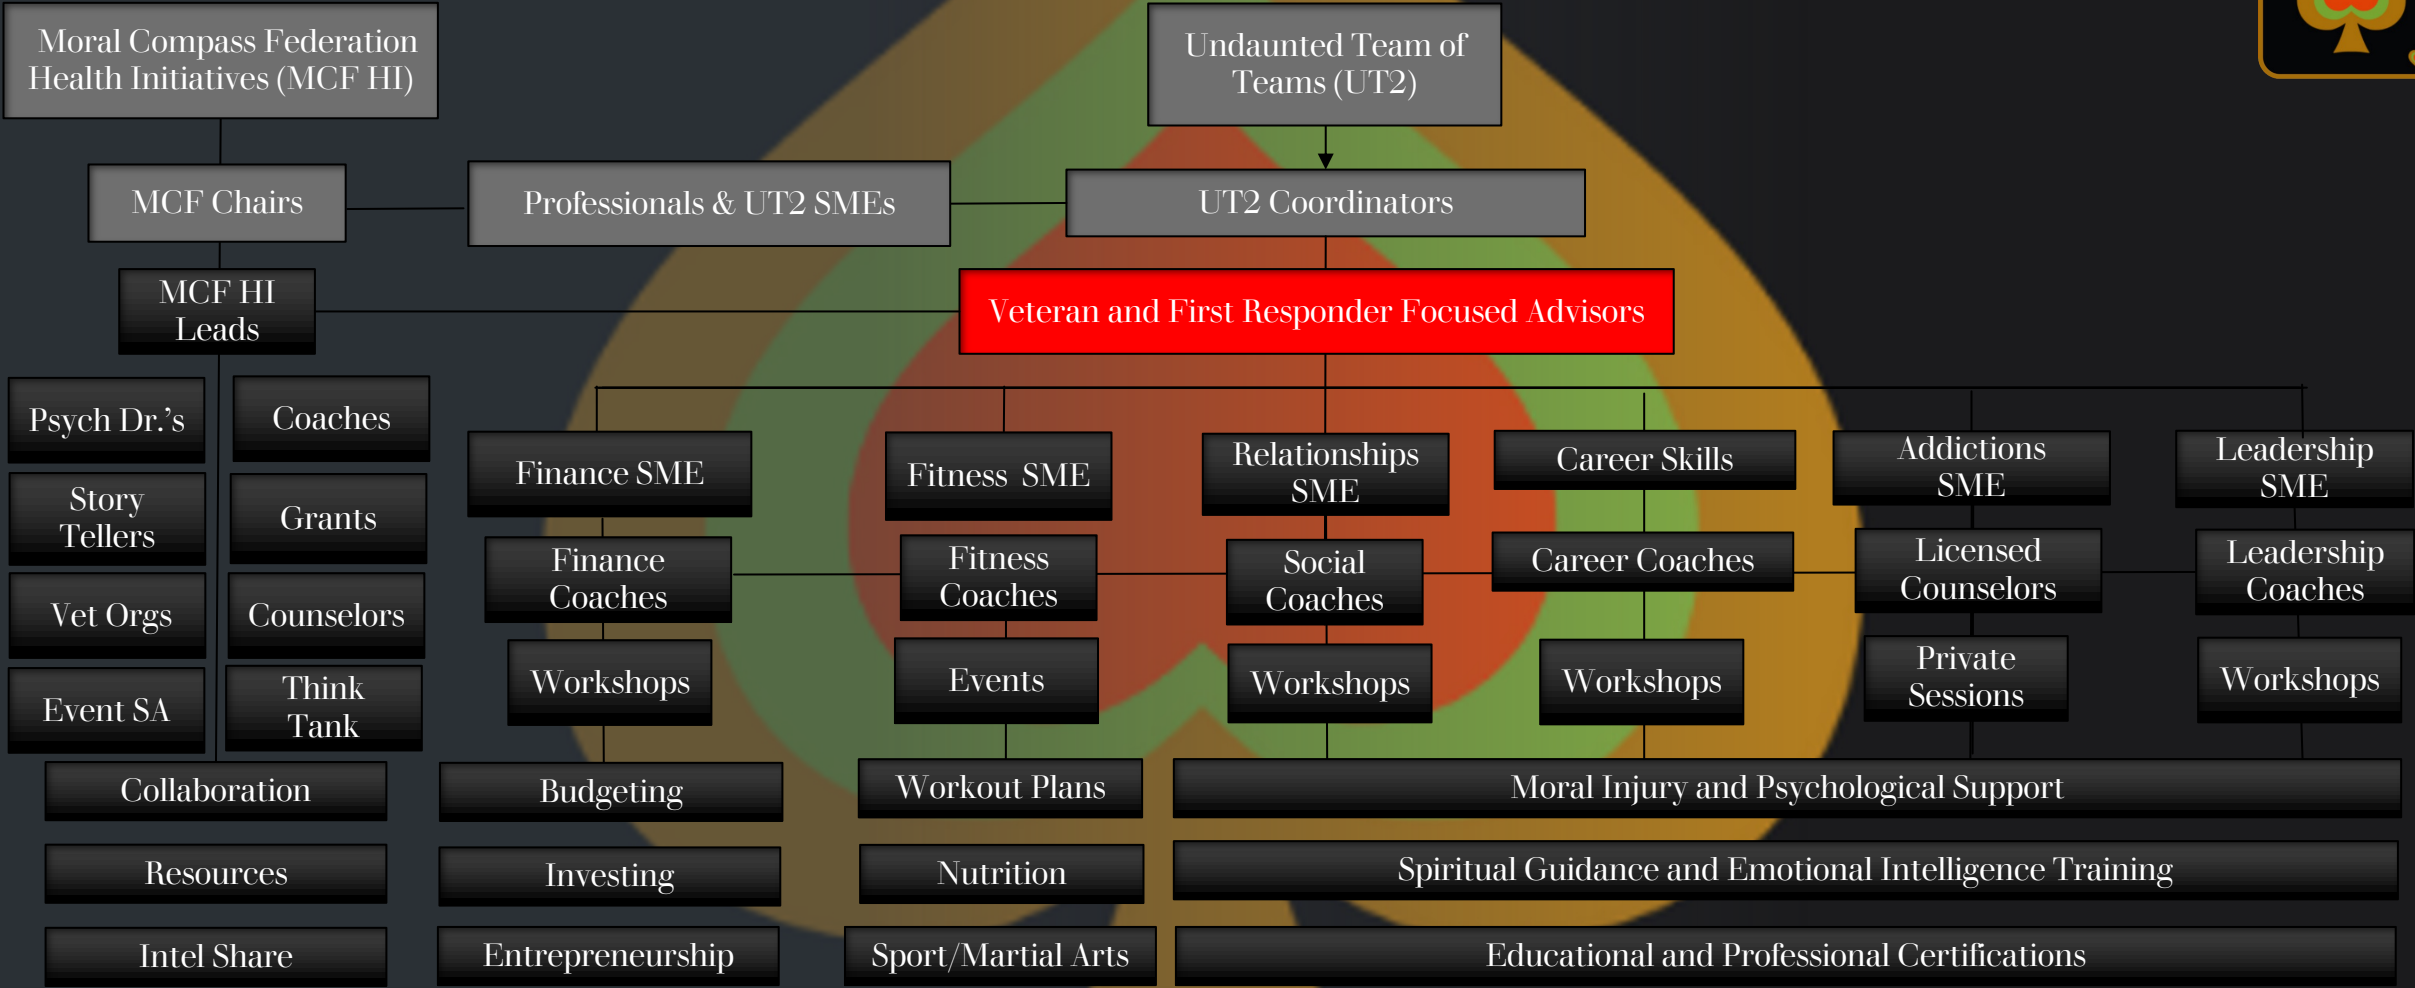 Moral Compass Federation
Health Initiatives (MCF HI)
Undaunted Team of
Teams (UT2)
MCF Chairs
Professionals & UT2 SMEs
UT2 Coordinators
MCF HI
Leads
Veteran and First Responder Focused Advisors
Psych Dr.’s
Coaches
Story
Tellers
Grants
Vet Orgs
Counselors
Event SA
Think
Tank
Collaboration
Resources
Intel Share
Finance SME
Finance
Coaches
Workshops
Budgeting
Investing
Entrepreneurship
Fitness SME
Fitness
Coaches
Events
Workout Plans
Nutrition
Sport/Martial Arts
Relationships
SME
Social
Coaches
Workshops
Career Skills
Career Coaches
Workshops
Addictions
SME
Licensed
Counselors
Private
Sessions
Leadership
SME
Leadership
Coaches
Workshops
Moral Injury and Psychological Support
Spiritual Guidance and Emotional Intelligence Training
Educational and Professional Certifications